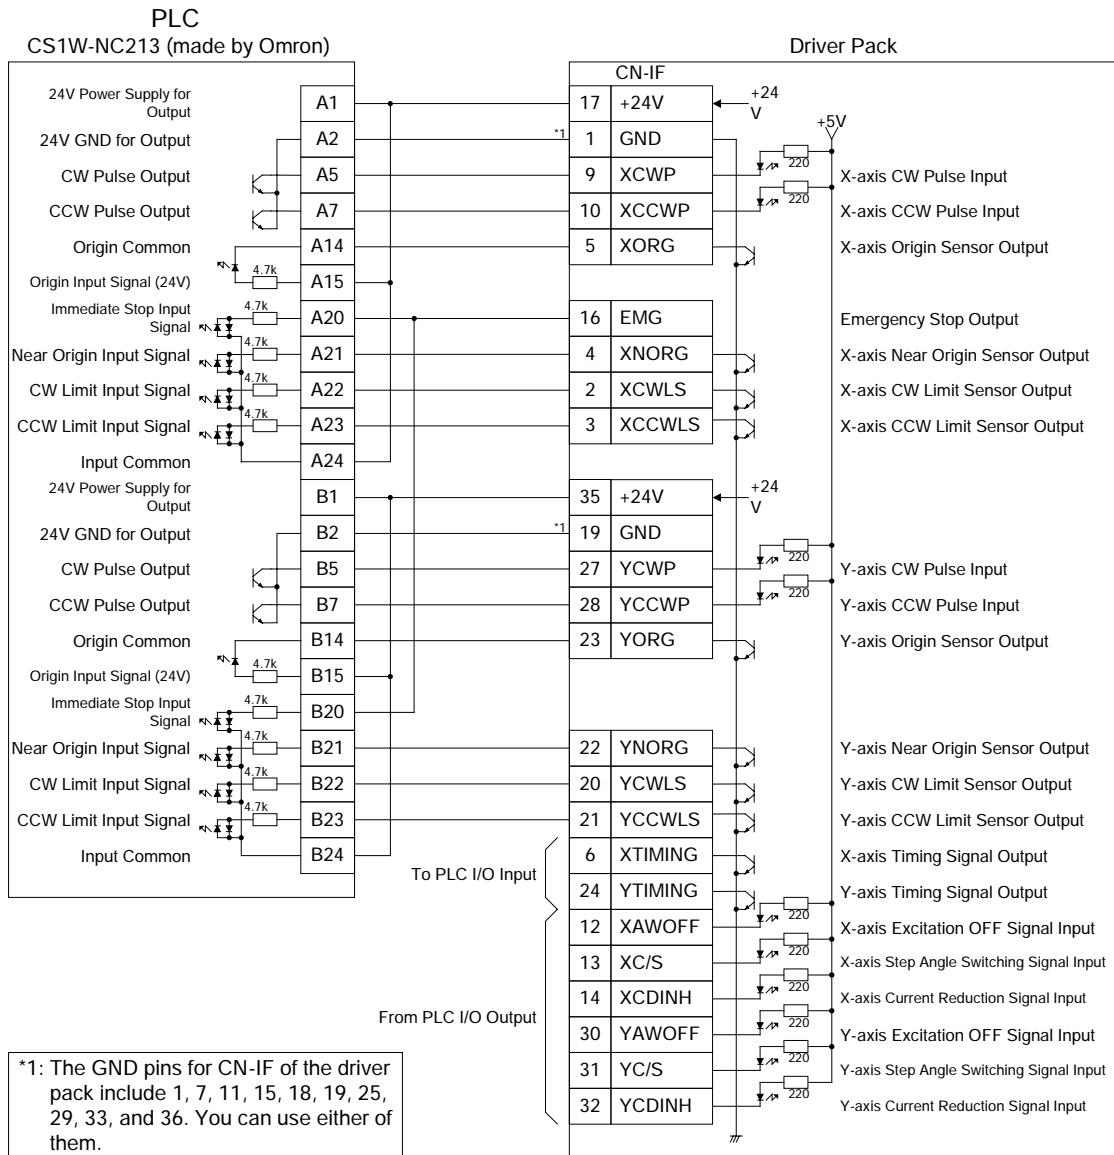 PLC
CS1W-NC213 (made by Omron)
Driver Pack
CN-IF
24V Power Supply for
Output
A1
17 +24V
+24
V
+5V
24V GND for Output
A2
*1
1 GND
220
CW Pulse Output
A5
9 XCWP
X-axis CW Pulse Input
220
CCW Pulse Output
A7
10 XCCWP
X-axis CCW Pulse Input
Origin Common
A14
5 XORG
X-axis Origin Sensor Output
4.7k
Origin Input Signal (24V)
A15
Immediate Stop Input
Signal
4.7k
A20
16 EMG
Emergency Stop Output
4.7k
Near Origin Input Signal
A21
4 XNORG
X-axis Near Origin Sensor Output
4.7k
CW Limit Input Signal
A22
2 XCWLS
X-axis CW Limit Sensor Output
4.7k
CCW Limit Input Signal
A23
3 XCCWLS
X-axis CCW Limit Sensor Output
Input Common
A24
24V Power Supply for
Output
B1
35 +24V
+24
V
24V GND for Output
B2
*1
19 GND
220
CW Pulse Output
B5
27 YCWP
Y-axis CW Pulse Input
220
CCW Pulse Output
B7
28 YCCWP
Y-axis CCW Pulse Input
Origin Common
B14
23 YORG
Y-axis Origin Sensor Output
4.7k
Origin Input Signal (24V)
B15
Immediate Stop Input
Signal
4.7k
B20
4.7k
Near Origin Input Signal
B21
22 YNORG
Y-axis Near Origin Sensor Output
4.7k
CW Limit Input Signal
B22
20 YCWLS
Y-axis CW Limit Sensor Output
4.7k
CCW Limit Input Signal
B23
21 YCCWLS
Y-axis CCW Limit Sensor Output
Input Common
B24
To PLC I/O Input
6 XTIMING
X-axis Timing Signal Output
24 YTIMING
Y-axis Timing Signal Output
220
12 XAWOFF
X-axis Excitation OFF Signal Input
220
13 XC/S
X-axis Step Angle Switching Signal Input
220
14 XCDINH
X-axis Current Reduction Signal Input
From PLC I/O Output
220
30 YAWOFF
Y-axis Excitation OFF Signal Input
220
31 YC/S
Y-axis Step Angle Switching Signal Input
220
32 YCDINH
Y-axis Current Reduction Signal Input
*1: The GND pins for CN-IF of the driver
pack include 1, 7, 11, 15, 18, 19, 25,
29, 33, and 36. You can use either of
them.